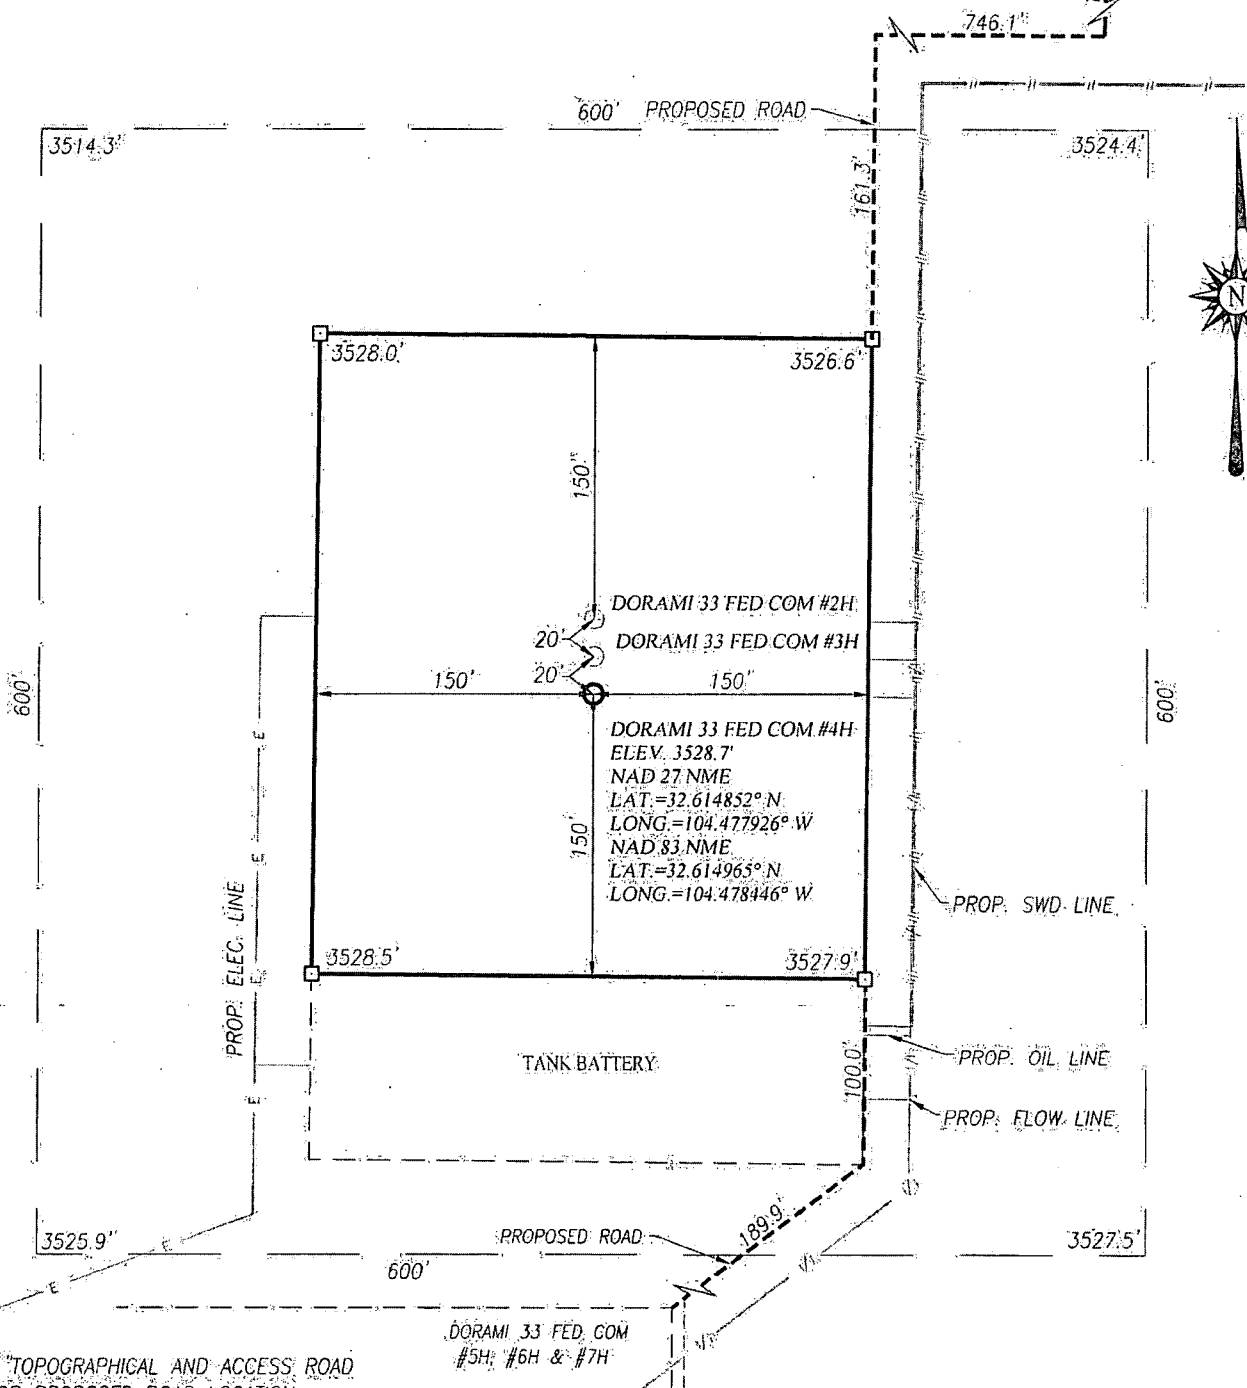 746.1'
600' PROPOSED ROAD
3514.3'
3524.4'
161.3'
N
3528.0'
3526.6'
150'
DORAMI 33 FED COM #2H
20'
DORAMI 33 FED COM #3H
20'
150'
150'
600'
600'
DORAMI 33 FED COM #4H
ELEV. 3528.7'
NAD 27 NME
LAT.=32.614852° N
LONG.=104.477926° W
NAD 83 NME
LAT.=32.614965° N
LONG.=104.478446° W
150'
E
E
E
E
PROP. ELEC. LINE
PROP. SWD LINE
3528.5'
3527.9'
TANK BATTERY
100.0'
PROP. OIL LINE
PROP. FLOW LINE
189.9'
PROPOSED ROAD
3525.9'
3527.5'
600'
E
E
DORAMI 33 FED COM
#5H, #6H & #7H
"TOPOGRAPHICAL AND ACCESS ROAD
PROPOSED ROAD LOCATION